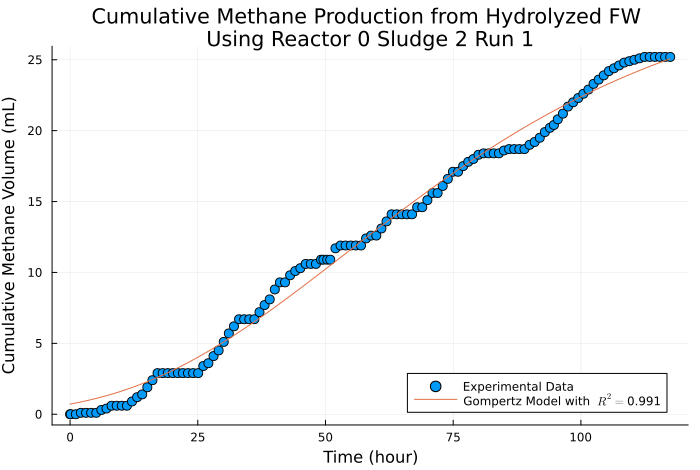 Cumulative Methane Production from Hydrolyzed FW
Using Reactor 0 Sludge 2 Run 1
Cumulative Methane Volume (mL)
25
20
15
10
5
0
0 25 50 75 100
Time (hour)
Experimental Data
Gompertz Model with R² = 0.991